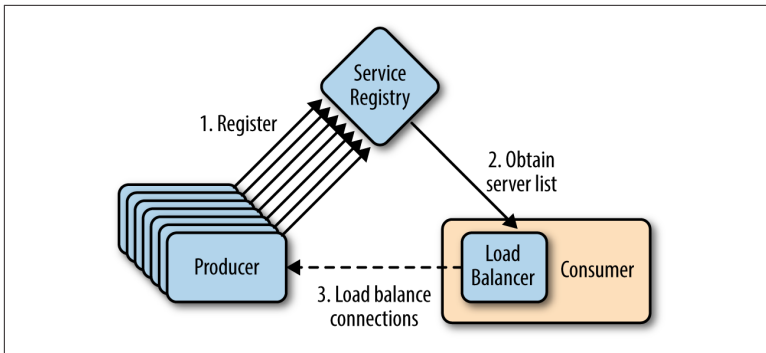 Service
Registry
1. Register
2. Obtain
server list
Producer
Load
Balancer
Consumer
3. Load balance
connections